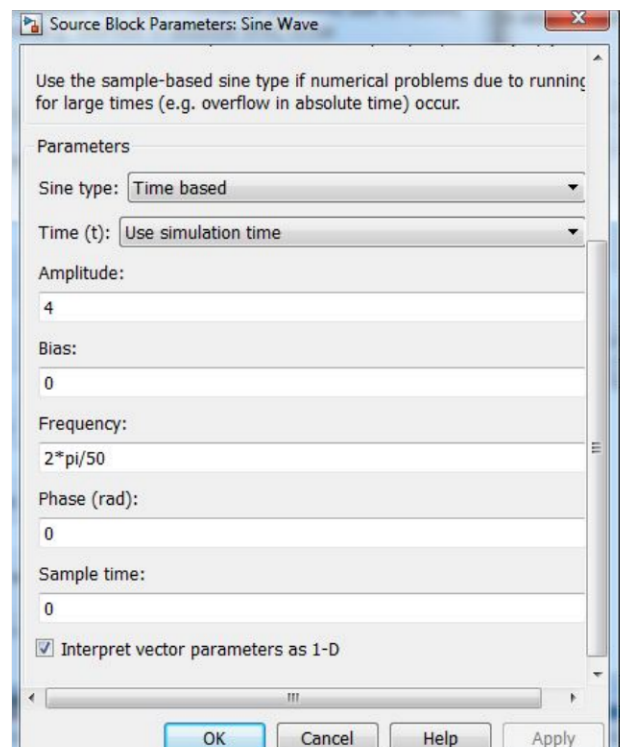 Source Block Parameters: Sine Wave
Use the sample-based sine type if numerical problems due to running
for large times (e.g. overflow in absolute time) occur.
Parameters
Sine type: Time based
Time (t): Use simulation time
Amplitude:
4
Bias:
0
Frequency:
2*pi/50
Phase (rad):
0
Sample time:
0
Interpret vector parameters as 1-D
OK Cancel Help Apply